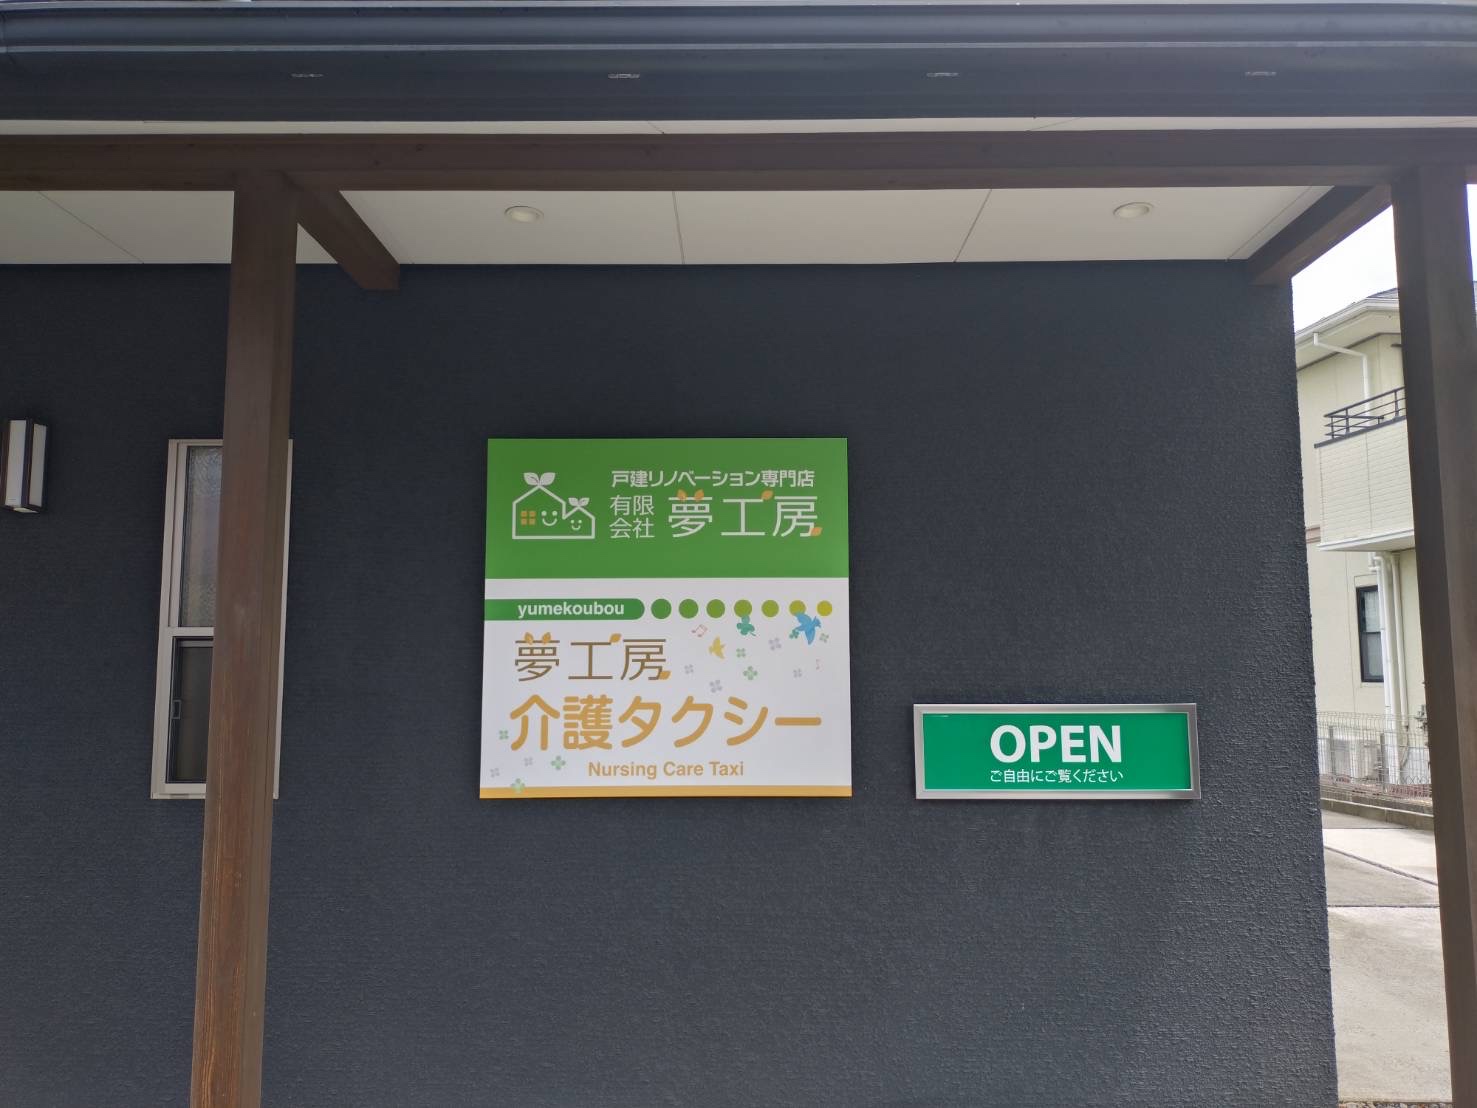 戸建リノベーション専門店
有限会社 夢工房
yumekoubou
夢工房
介護タクシー
Nursing Care Taxi
OPEN
ご自由にご覧ください